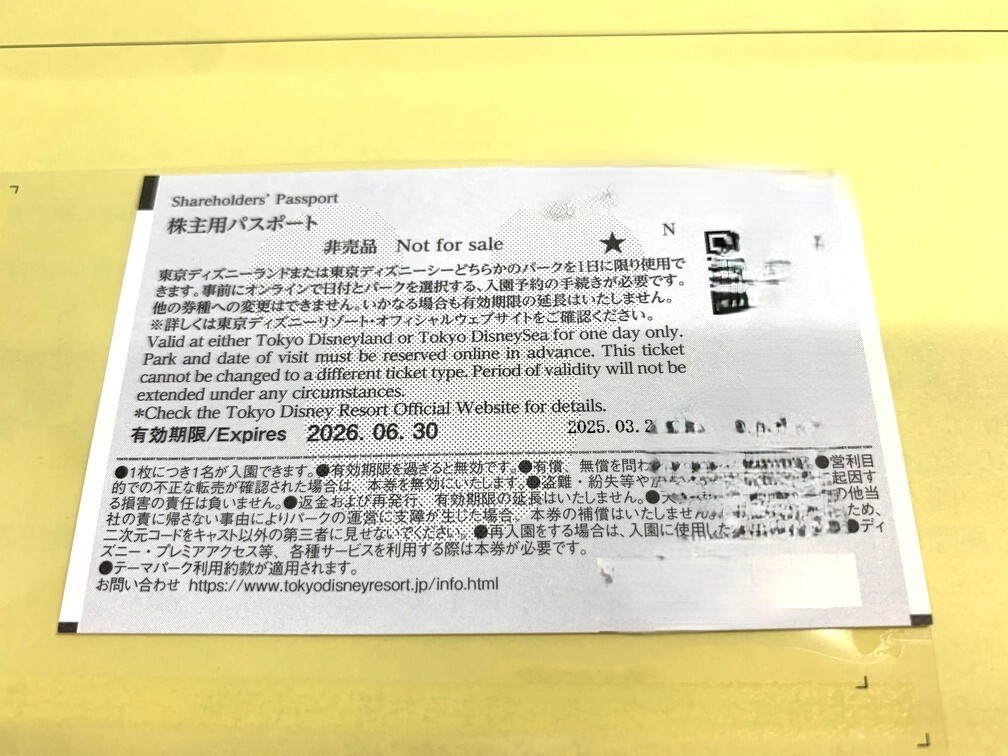 Shareholders' Passport
株主用パスポート
非売品 Not for sale ★ N
東京ディズニーランドまたは東京ディズニーシーどちらかのパークを1日に限り使用で
きます。事前にオンラインで日付とパークを選択する、入園予約の手続きが必要です。
他の券種への変更はできません。いかなる場合も有効期限の延長はいたしません。
※詳しくは東京ディズニーリゾート・オフィシャルウェブサイトをご確認ください。
Valid at either Tokyo Disneyland or Tokyo DisneySea for one day only.
Park and date of visit must be reserved online in advance. This ticket
cannot be changed to a different ticket type. Period of validity will not be
extended under any circumstances.
*Check the Tokyo Disney Resort Official Website for details.
有効期限/Expires 2026. 06. 30 2025. 03. 2
●1枚につき1名が入園できます。●有効期限を過ぎると無効です。●有償、無償を問わ ●営利目
的での不正な転売が確認された場合は、本券を無効にいたします。●盗難・紛失等や 起因す
る損害の責任は負いません。●返金および再発行、有効期限の延長はいたしません。● の他当
社の責に帰さない事由によりパークの運営に支障が生じた場合、本券の補償はいたしませ ため、
二次元コードをキャスト以外の第三者に見せないでください。●再入園をする場合は、入園に使用した ●ディ
ズニー・プレミアアクセス等、各種サービスを利用する際は本券が必要です。
●テーマパーク利用約款が適用されます。
お問い合わせ https://www.tokyodisneyresort.jp/info.html